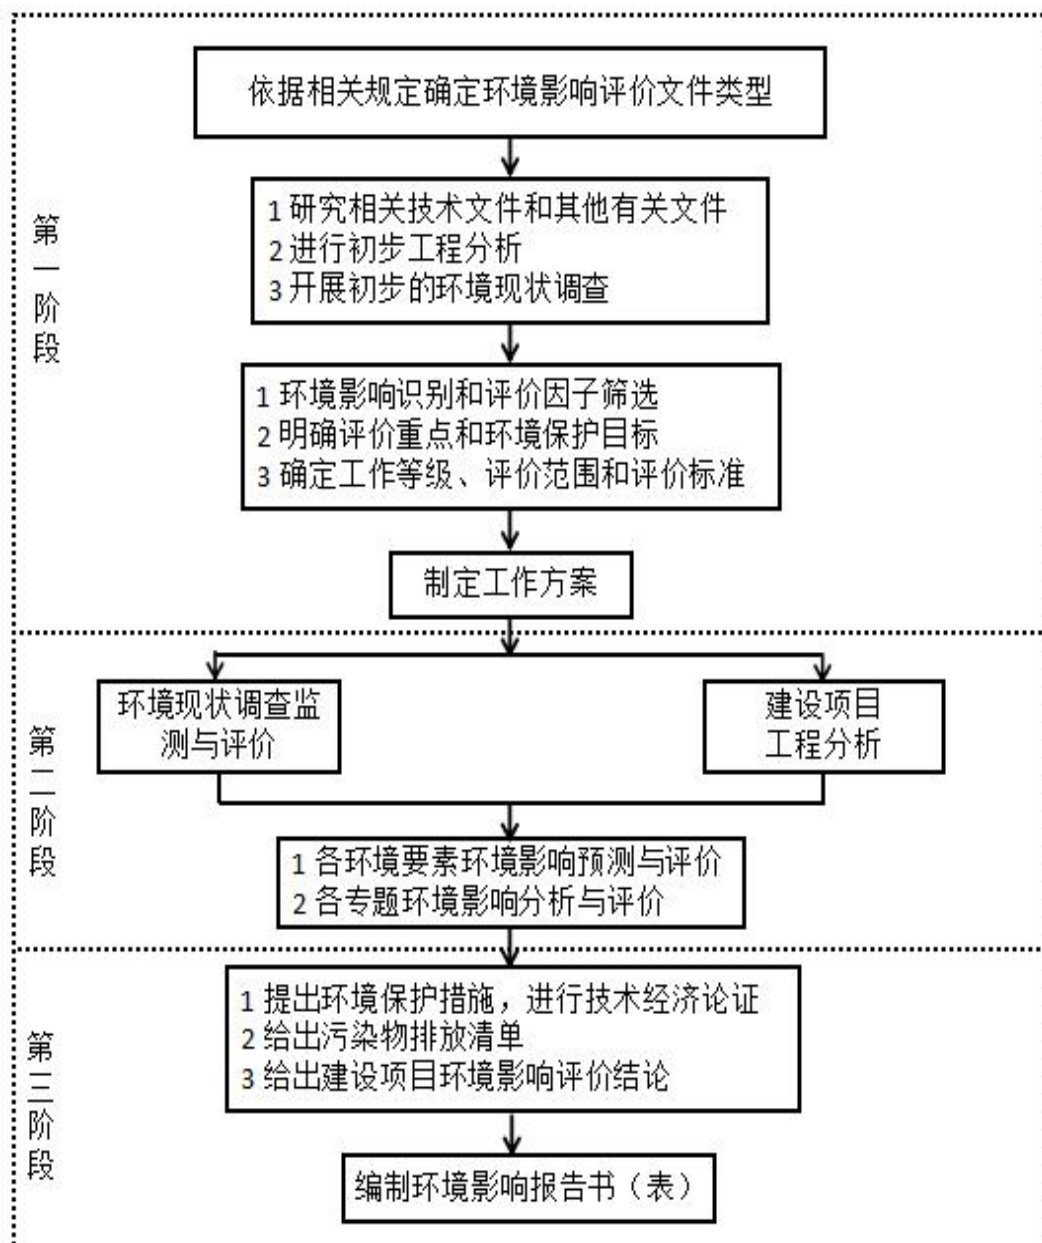 依据相关规定确定环境影响评价文件类型
第一阶段
1 研究相关技术文件和其他有关文件
2 进行初步工程分析
3 开展初步的环境现状调查
1 环境影响识别和评价因子筛选
2 明确评价重点和环境保护目标
3 确定工作等级、评价范围和评价标准
制定工作方案
第二阶段
环境现状调查监
测与评价
建设项目
工程分析
1 各环境要素环境影响预测与评价
2 各专题环境影响分析与评价
第三阶段
1 提出环境保护措施，进行技术经济论证
2 给出污染物排放清单
3 给出建设项目环境影响评价结论
编制环境影响报告书（表）